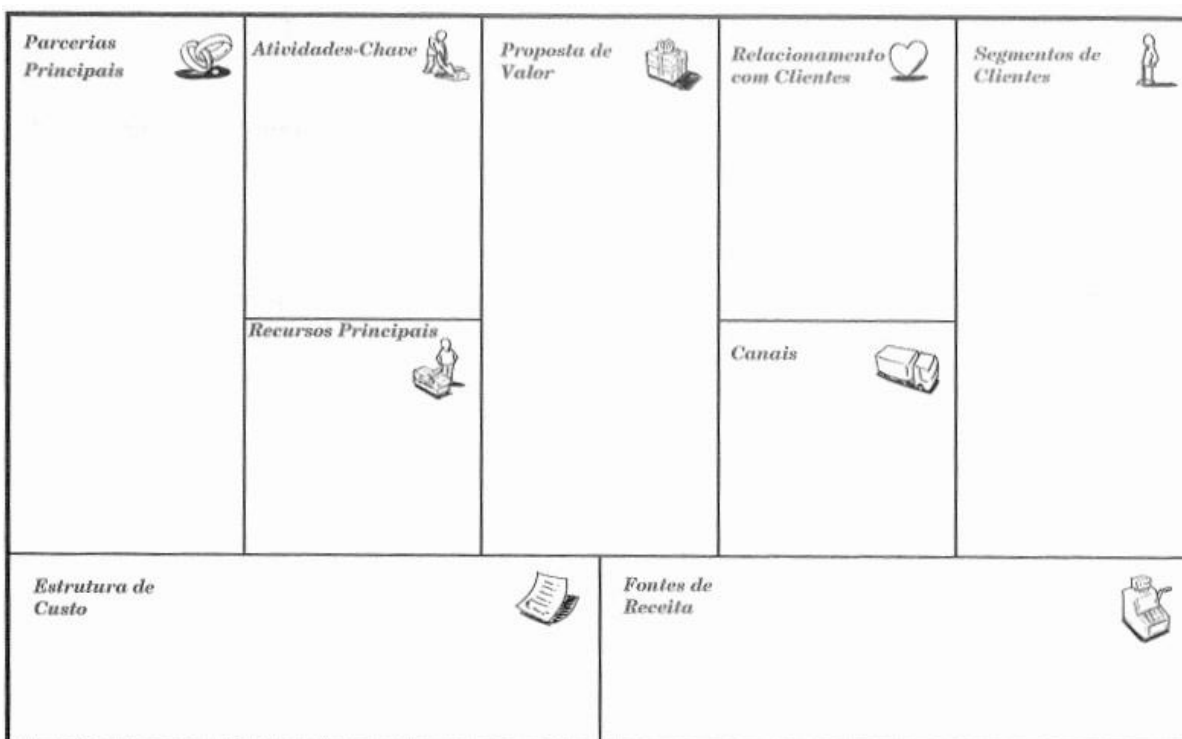 Parcerias
Principais
Atividades-Chave
Recursos Principais
Proposta de
Valor
Relacionamento
com Clientes
Canais
Segmentos de
Clientes
Estrutura de
Custo
Fontes de
Receita